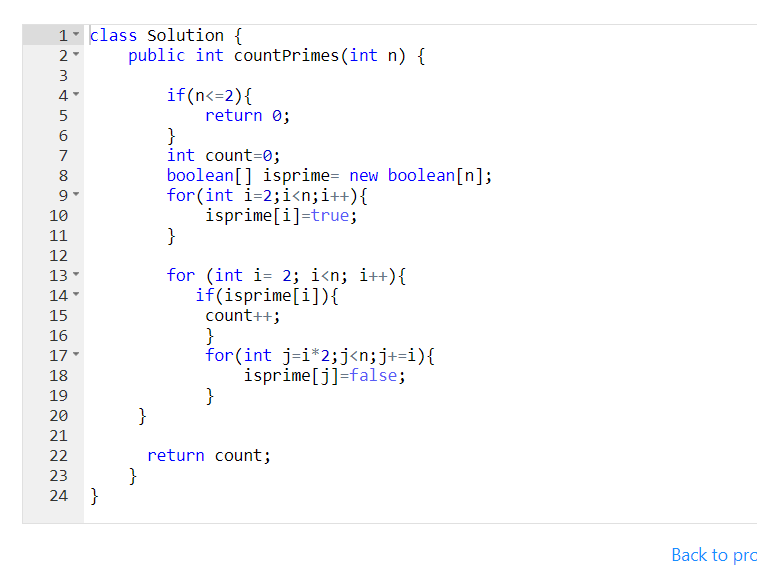 1 class Solution {
2 public int countPrimes(int n) {
3
4 if(n<=2){
5 return 0;
6 }
7 int count=0;
8 boolean[] isprime= new boolean[n];
9 for(int i=2;i<n;i++){
10 isprime[i]=true;
11 }
12
13 for (int i= 2; i<n; i++){
14 if(isprime[i]){
15 count++;
16 }
17 for(int j=i*2;j<n;j+=i){
18 isprime[j]=false;
19 }
20 }
21
22 return count;
23 }
24 }
Back to pro